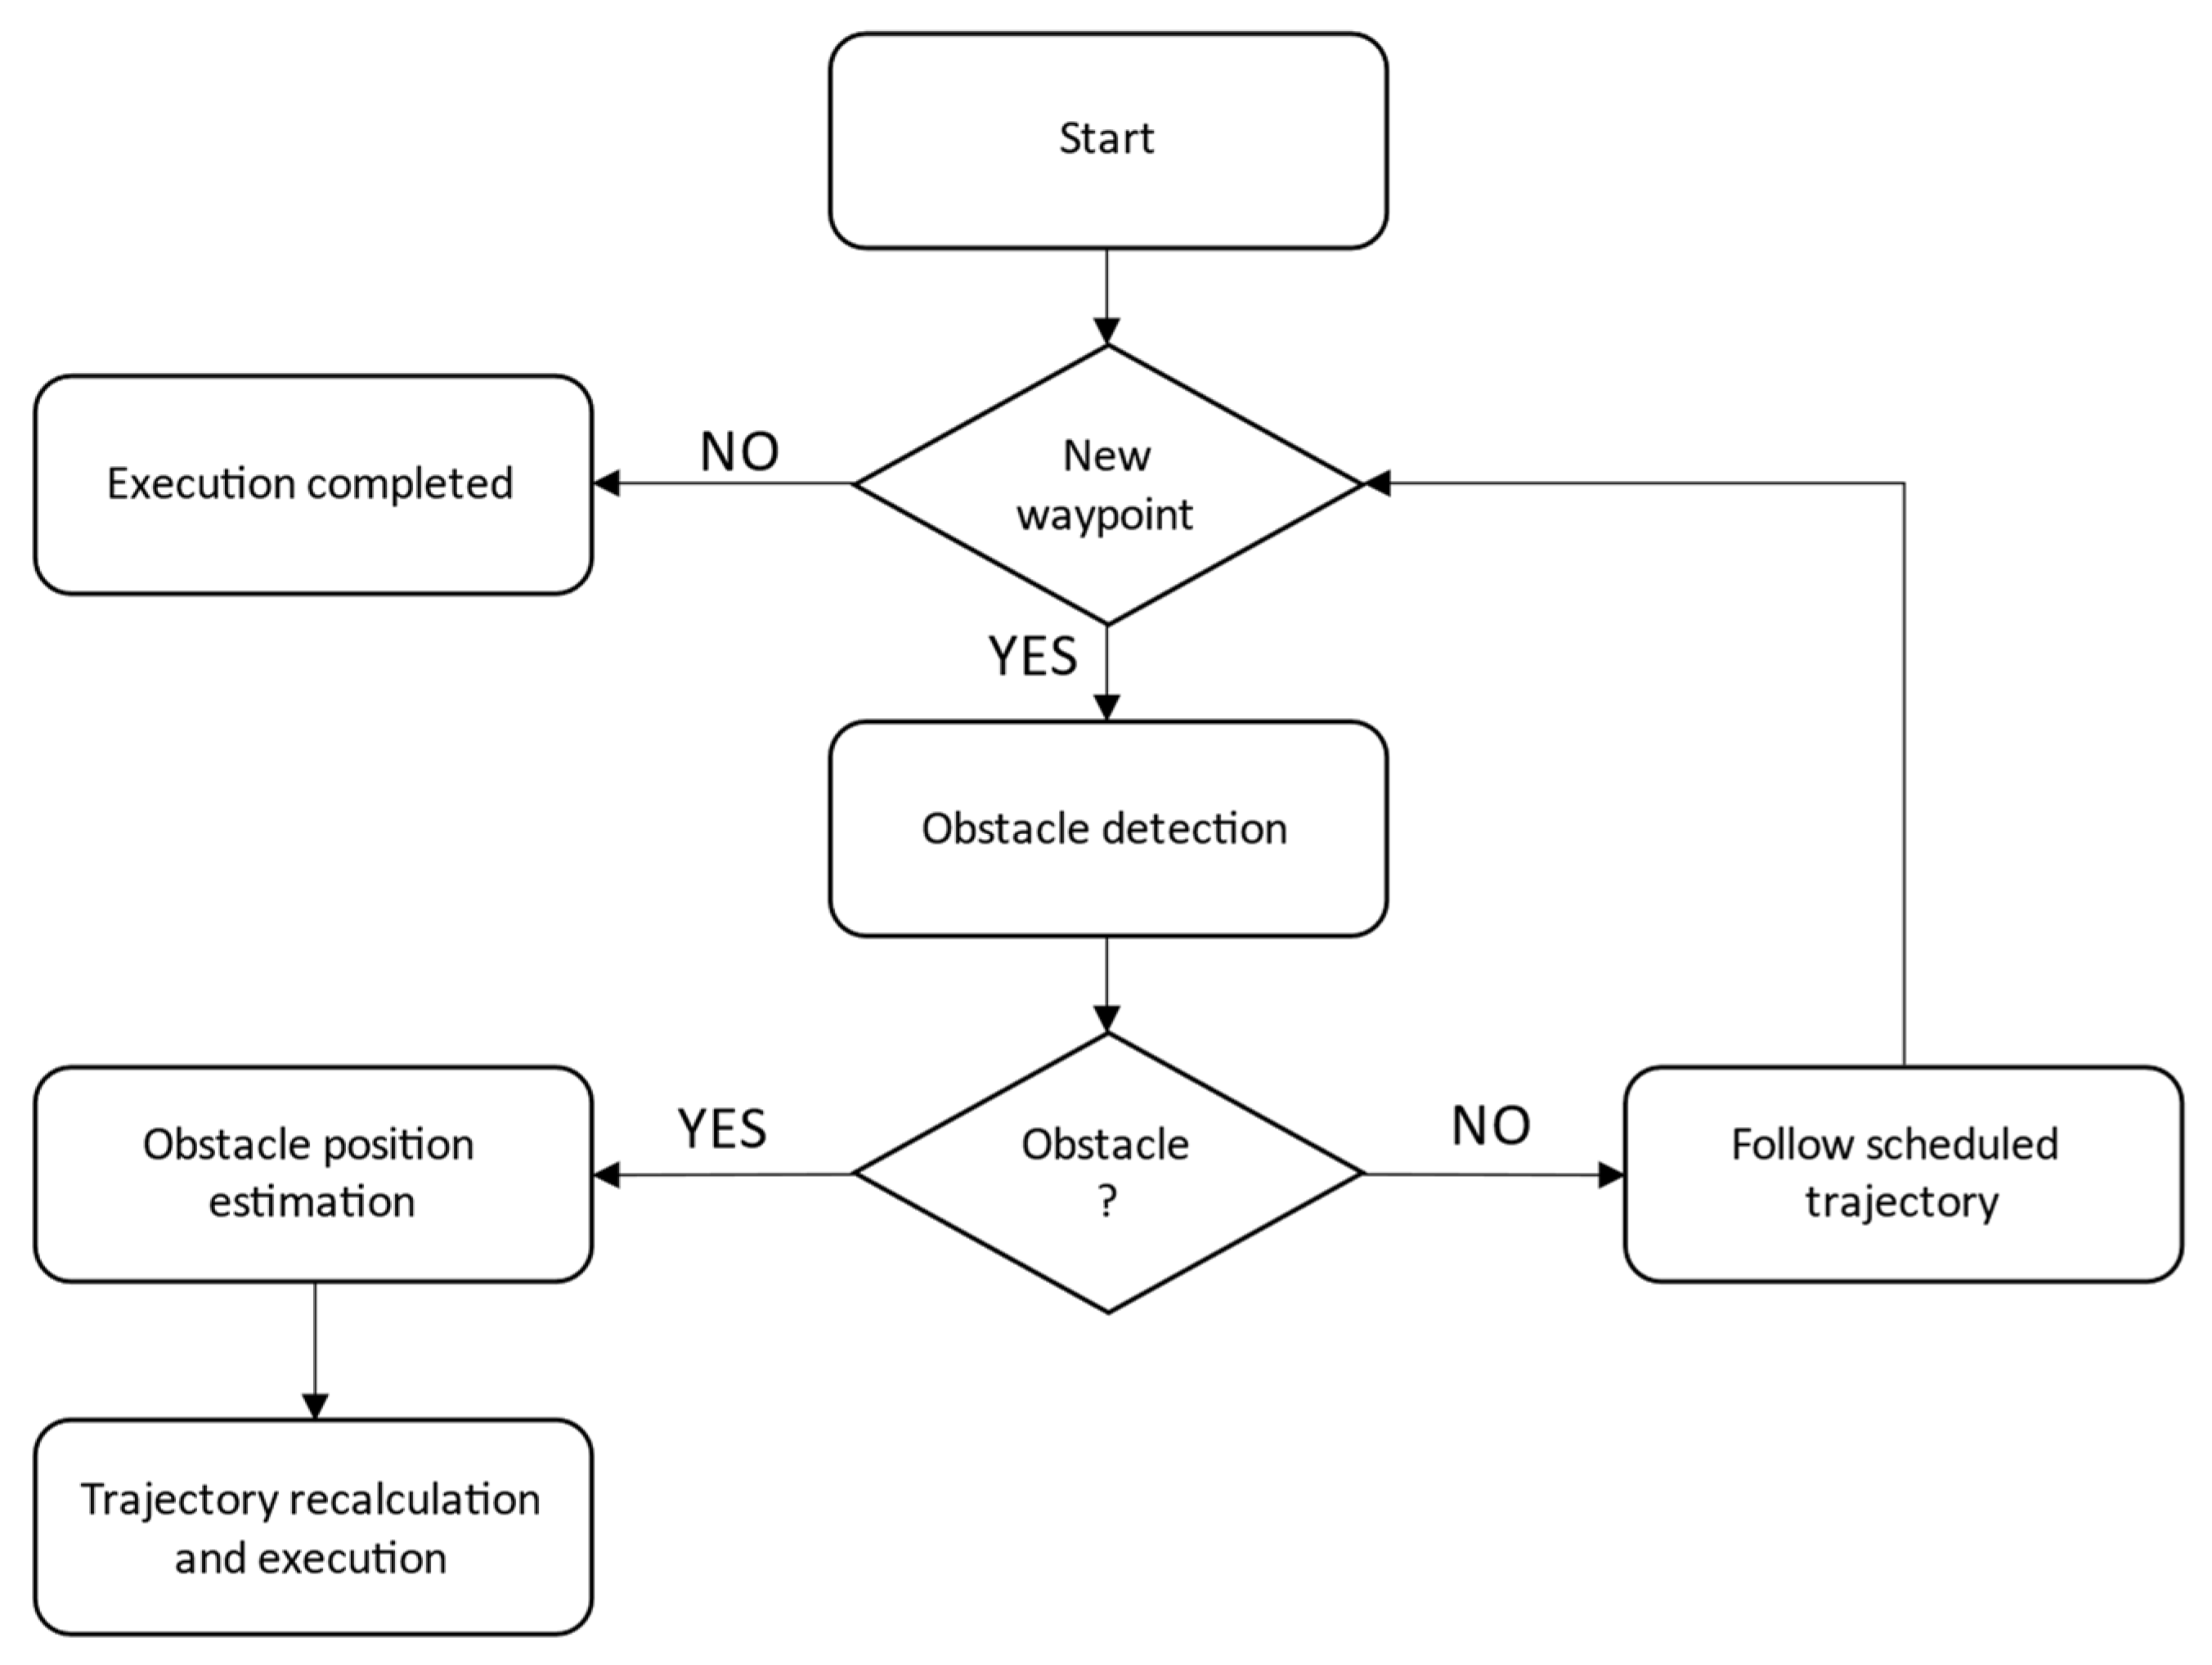 Start
NO
Execution completed
New
waypoint
YES
Obstacle detection
YES
NO
Obstacle position
estimation
Obstacle
?
Follow scheduled
trajectory
Trajectory recalculation
and execution